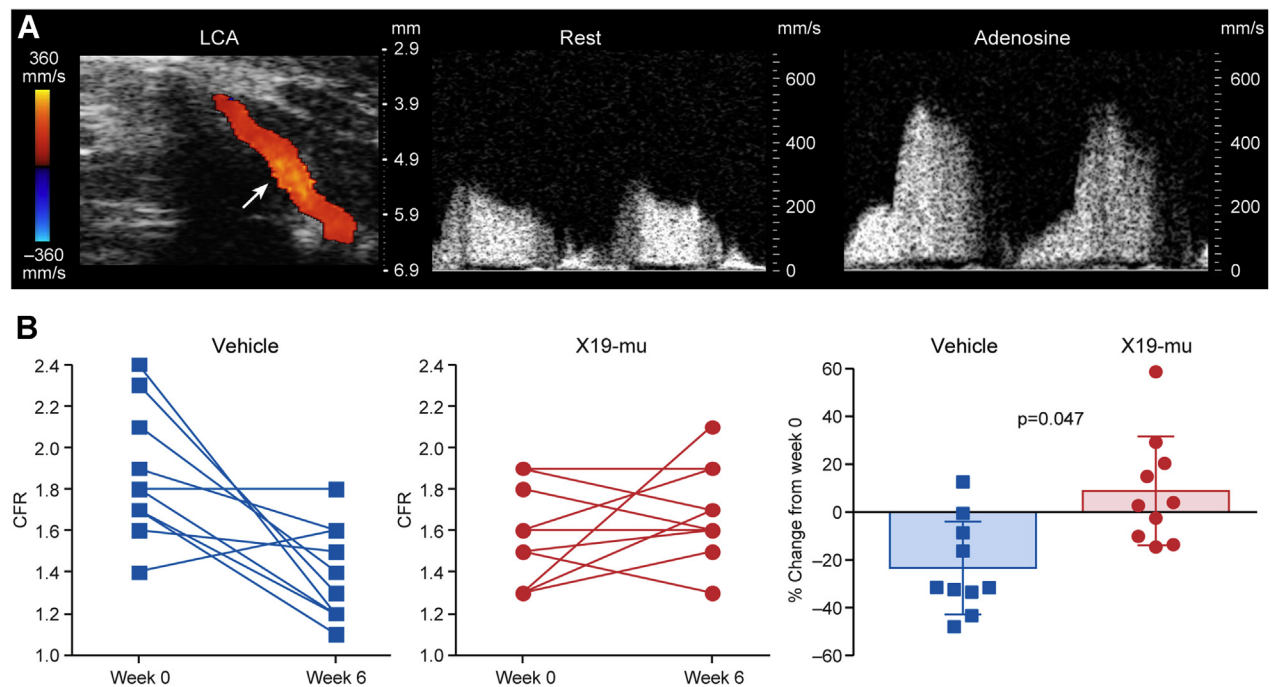 A
LCA
360
mm/s
–360
mm/s
mm
2.9
3.9
4.9
5.9
6.9
Rest
mm/s
600
400
200
0
Adenosine
mm/s
600
400
200
0
B
Vehicle
CFR
2.4
2.2
2.0
1.8
1.6
1.4
1.2
1.0
Week 0
Week 6
X19-mu
CFR
2.4
2.2
2.0
1.8
1.6
1.4
1.2
1.0
Week 0
Week 6
Vehicle
X19-mu
% Change from week 0
60
40
20
0
–20
–40
–60
p=0.047